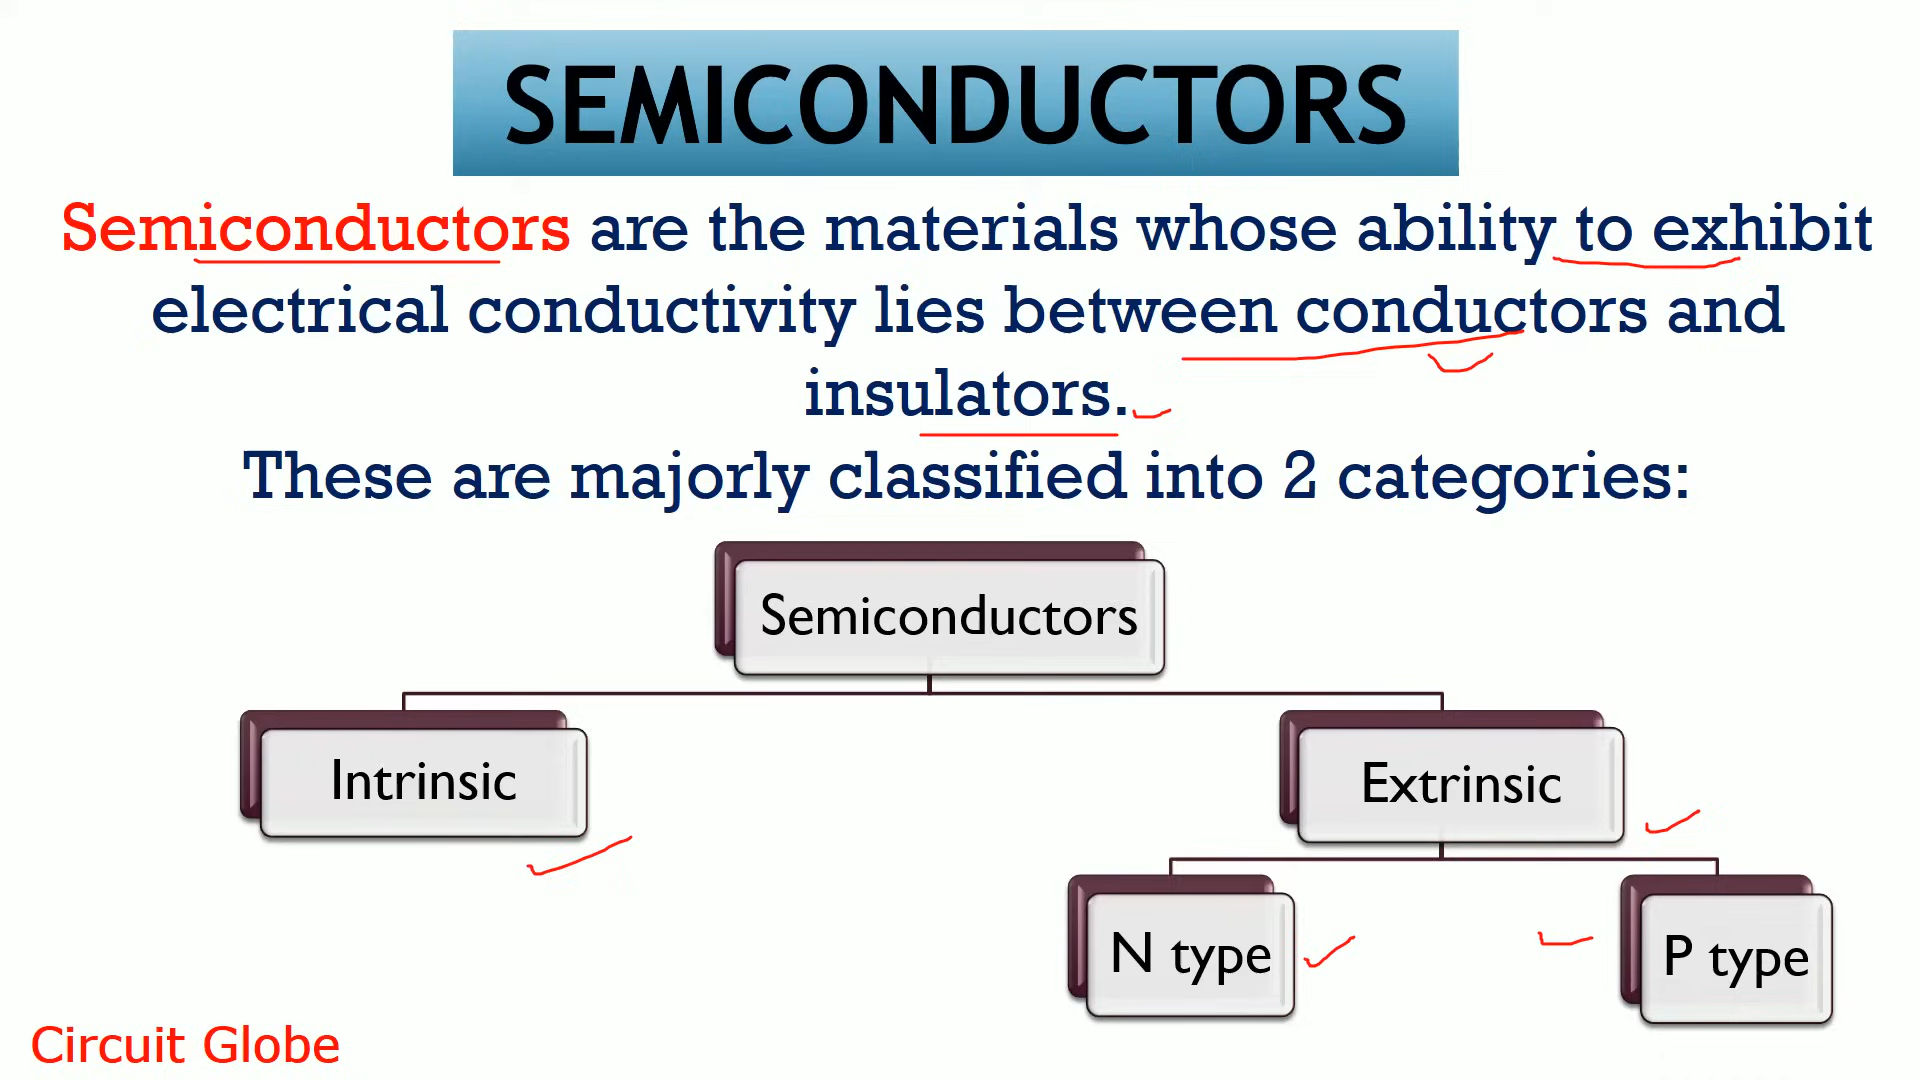 SEMICONDUCTORS
Semiconductors are the materials whose ability to exhibit
electrical conductivity lies between conductors and
insulators.
These are majorly classified into 2 categories:
Semiconductors
Intrinsic
Extrinsic
N type
P type
Circuit Globe